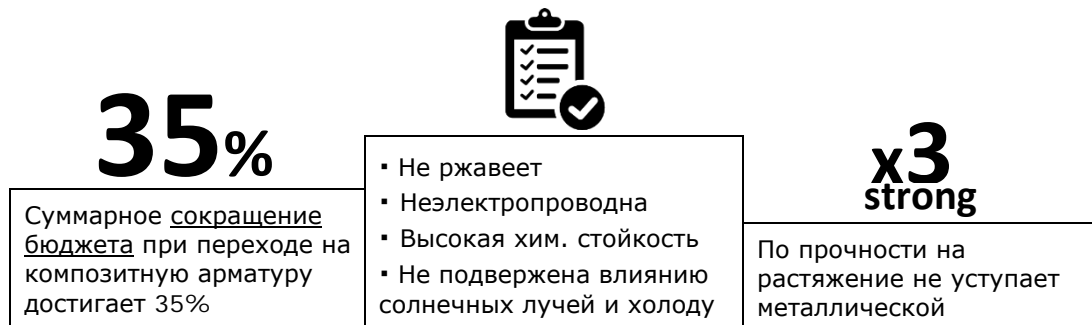 35%
Суммарное сокращение
бюджета при переходе на
композитную арматуру
достигает 35%
▪ Не ржавеет
▪ Неэлектропроводна
▪ Высокая хим. стойкость
▪ Не подвержена влиянию
солнечных лучей и холоду
x3
strong
По прочности на
растяжение не уступает
металлической